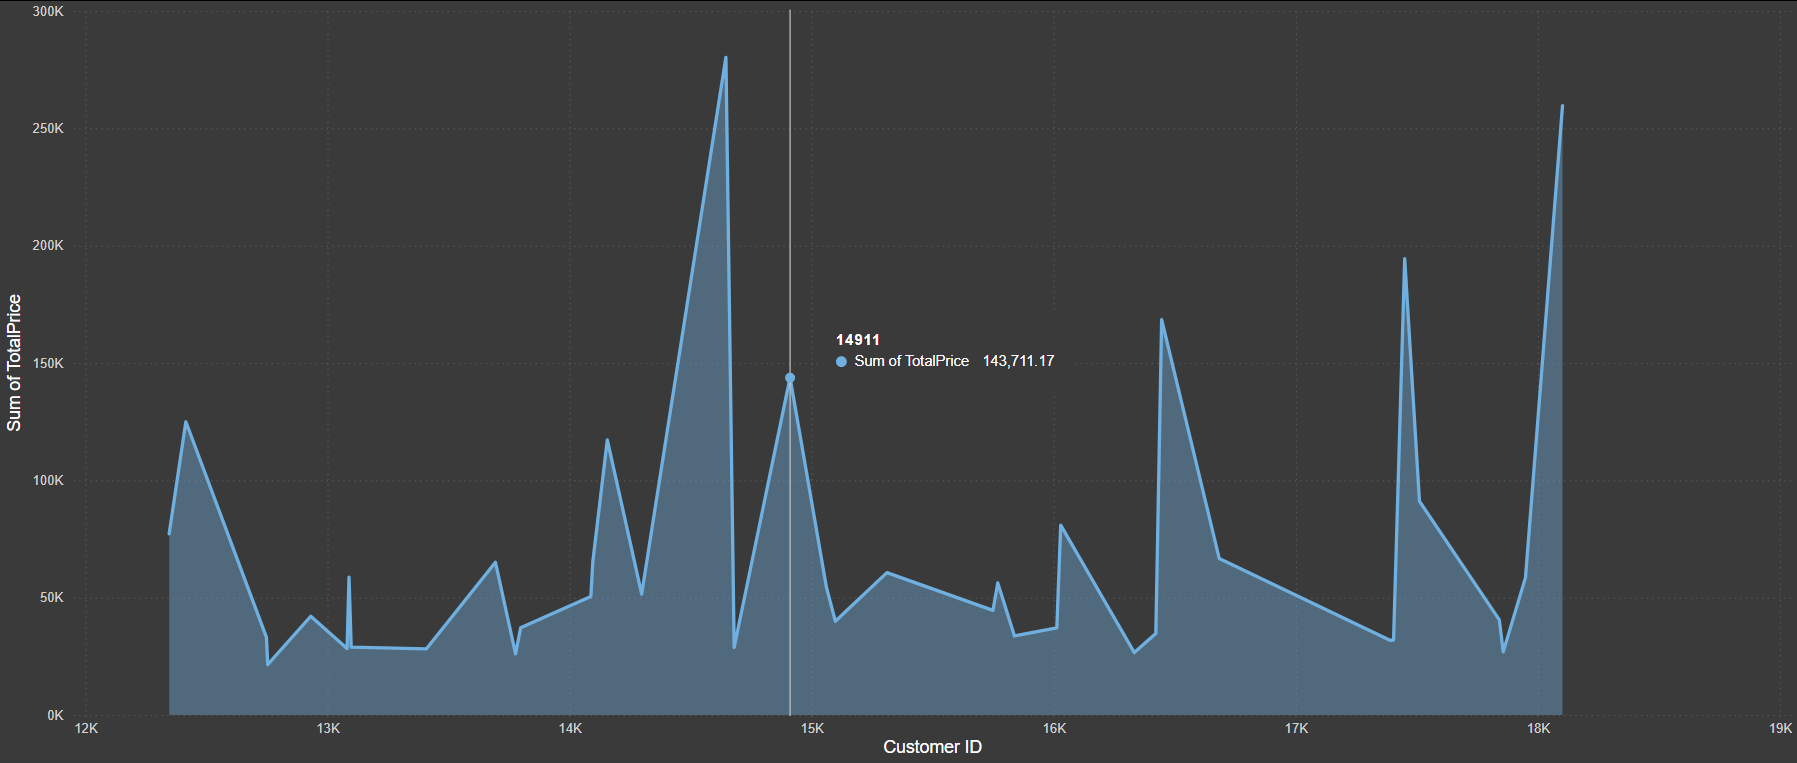 300K
250K
200K
150K
100K
50K
0K
Sum of TotalPrice
14911
Sum of TotalPrice 143,711.17
12K 13K 14K 15K 16K 17K 18K 19K
Customer ID